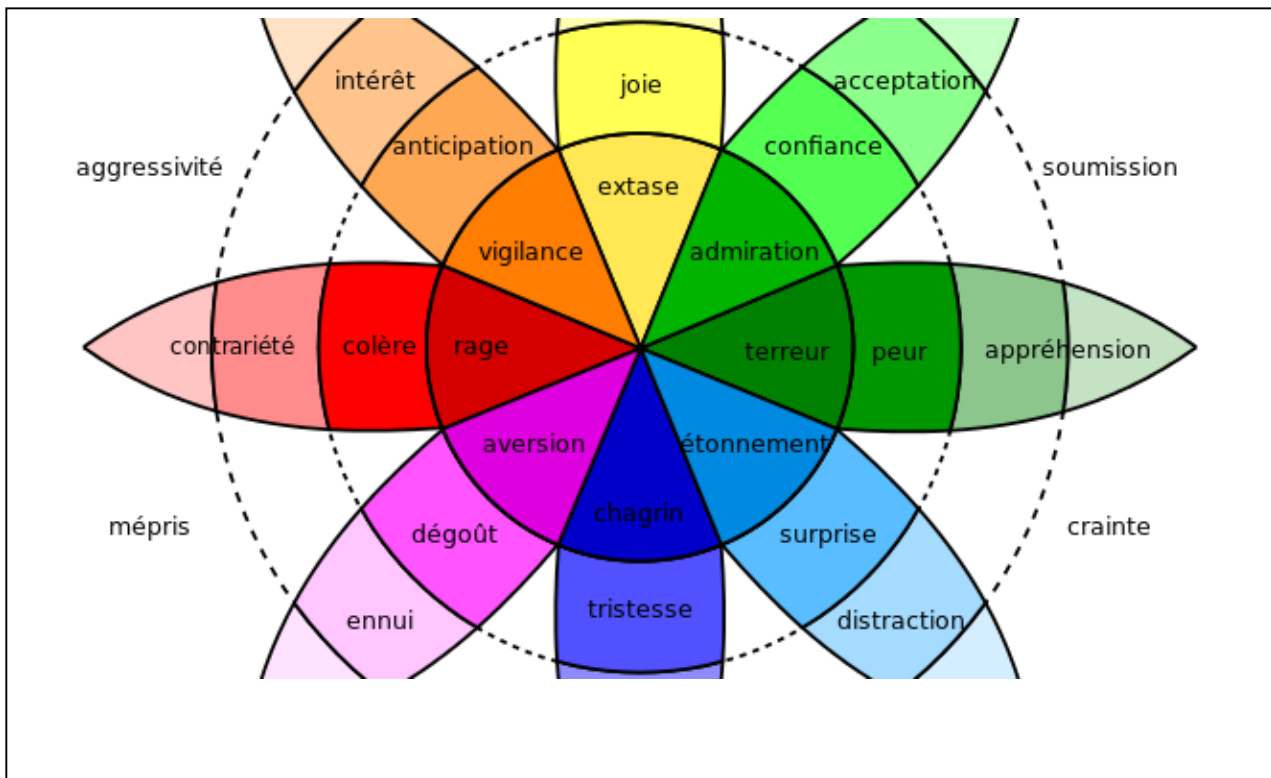 intérêt
joie
acceptation
anticipation
confiance
aggressivité
soumission
extase
vigilance
admiration
contrariété
colère
rage
terreur
peur
appréhension
aversion
étonnement
chagrin
mépris
dégoût
surprise
crainte
tristesse
ennui
distraction